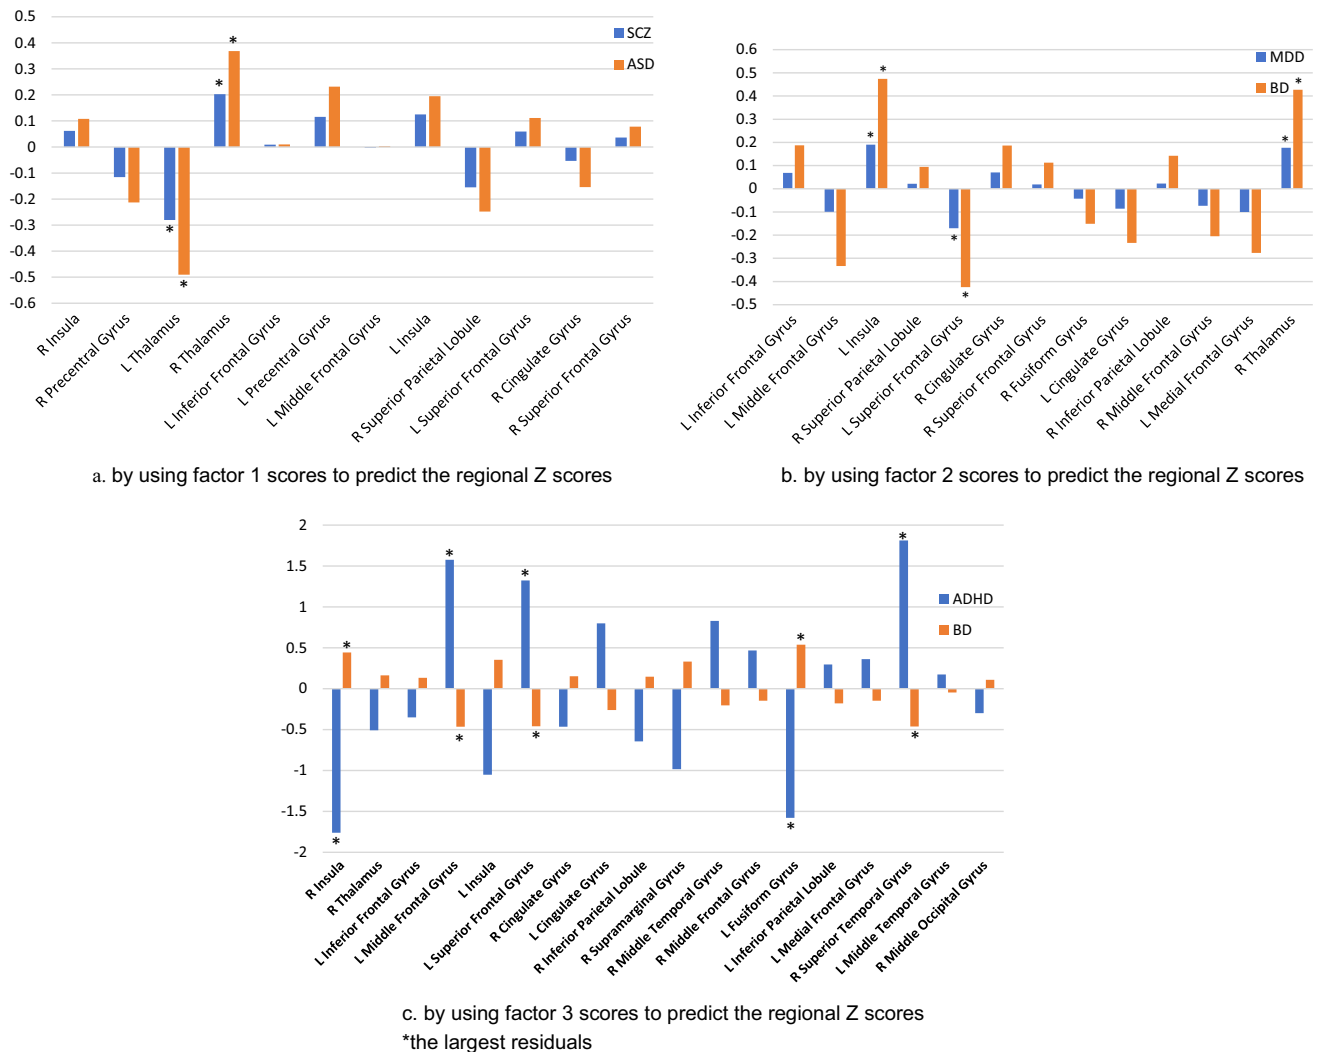 0.5
0.4
0.3
0.2
0.1
0
-0.1
-0.2
-0.3
-0.4
-0.5
-0.6
SCZ
ASD
*
*
*
*
R Insula
R Precentral Gyrus
L Thalamus
R Thalamus
L Inferior Frontal Gyrus
L Precentral Gyrus
L Middle Frontal Gyrus
L Insula
R Superior Parietal Lobule
L Superior Frontal Gyrus
R Cingulate Gyrus
R Superior Frontal Gyrus
a. by using factor 1 scores to predict the regional Z scores
0.6
0.5
0.4
0.3
0.2
0.1
0
-0.1
-0.2
-0.3
-0.4
-0.5
MDD
BD
*
*
*
*
*
*
L Inferior Frontal Gyrus
L Middle Frontal Gyrus
L Insula
R Superior Parietal Lobule
L Superior Frontal Gyrus
R Cingulate Gyrus
R Superior Frontal Gyrus
R Fusiform Gyrus
L Cingulate Gyrus
R Inferior Parietal Lobule
R Middle Frontal Gyrus
L Medial Frontal Gyrus
R Thalamus
b. by using factor 2 scores to predict the regional Z scores
2
1.5
1
0.5
0
-0.5
-1
-1.5
-2
ADHD
BD
*
*
*
*
*
*
*
*
*
*
R Insula
R Thalamus
L Inferior Frontal Gyrus
L Middle Frontal Gyrus
L Insula
L Superior Frontal Gyrus
R Cingulate Gyrus
L Cingulate Gyrus
R Inferior Parietal Lobule
R Supramarginal Gyrus
R Middle Temporal Gyrus
R Middle Frontal Gyrus
L Fusiform Gyrus
L Inferior Parietal Lobule
L Medial Frontal Gyrus
R Superior Temporal Gyrus
L Middle Temporal Gyrus
R Middle Occipital Gyrus
c. by using factor 3 scores to predict the regional Z scores
*the largest residuals